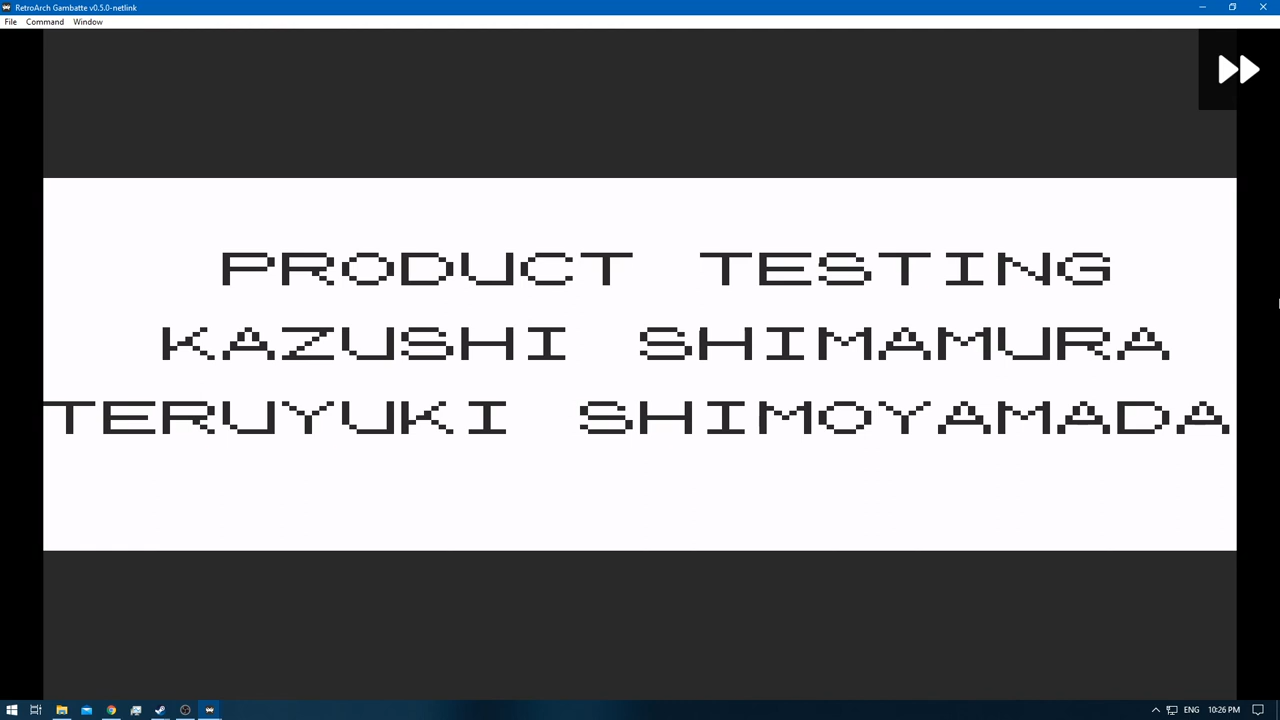 RetroArch Gambatte v0.5.0-netlink
File Command Window
PRODUCT TESTING
KAZUSHI SHIMAMURA
TERUYUKI SHIMOYAMADA
ENG 10:26 PM